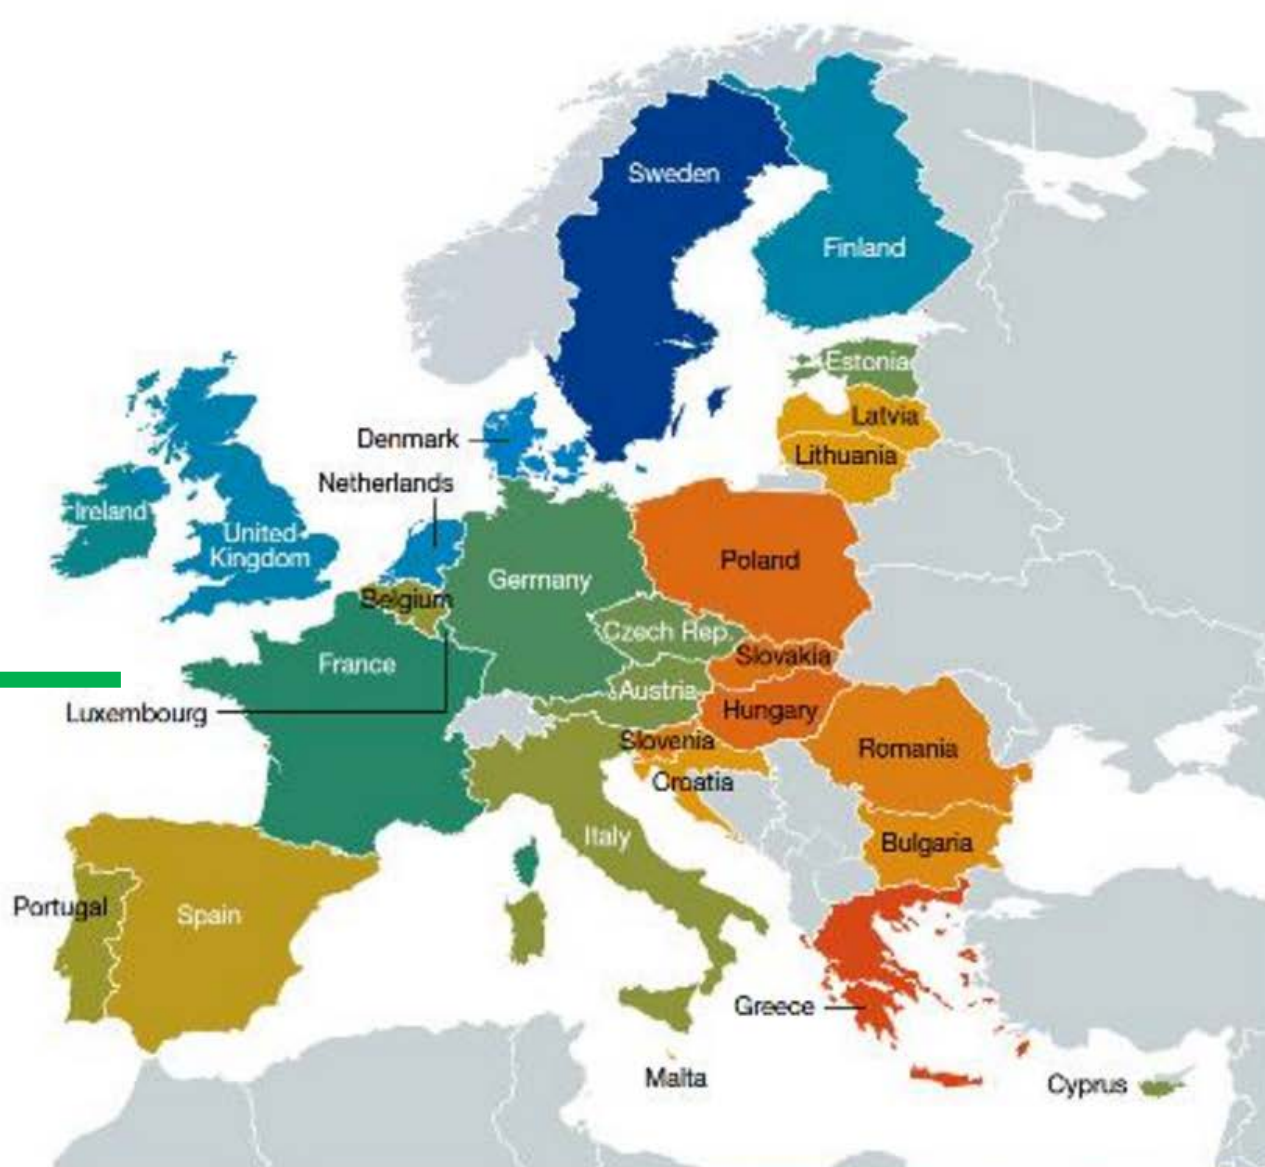 Sweden
Finland
Estonia
Latvia
Lithuania
Denmark
Netherlands
Ireland
United
Kingdom
Poland
Germany
Belgium
Czech Rep.
Slovakia
France
Austria
Luxembourg
Hungary
Slovenia
Romania
Croatia
Italy
Bulgaria
Portugal
Spain
Greece
Malta
Cyprus